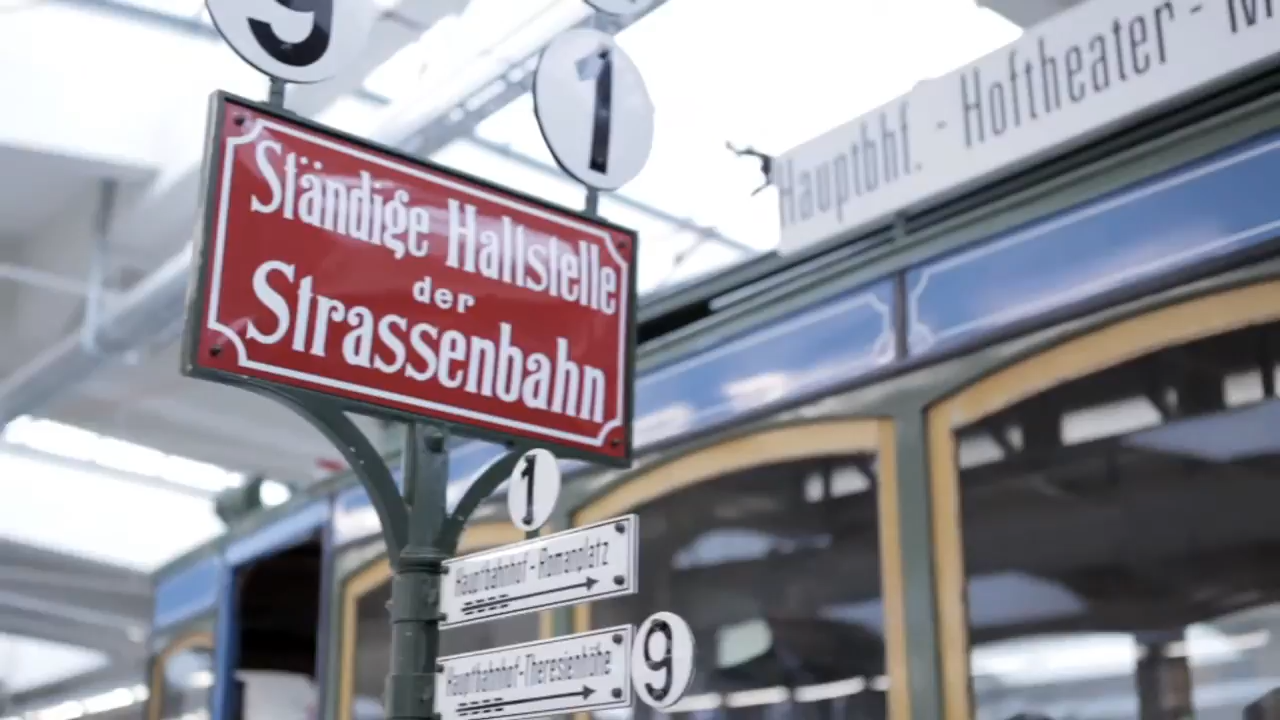 9
1
Ständige Haltstelle
der
Strassenbahn
Hauptbhf. - Hoftheater -
1
Hauptbahnhof - Romanplatz
Hauptbahnhof-Theresienhöhe
9